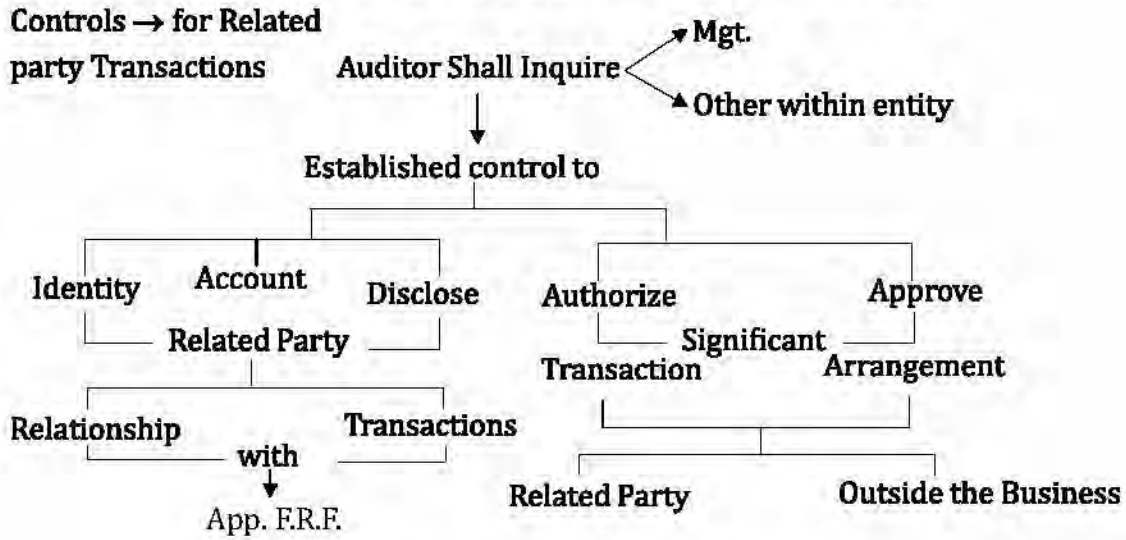 Controls → for Related
party Transactions
Auditor Shall Inquire
Mgt.
Other within entity
Established control to
Identity
Account
Disclose
Related Party
Relationship
Transactions
with
App. F.R.F.
Authorize
Approve
Significant
Transaction
Arrangement
Related Party
Outside the Business